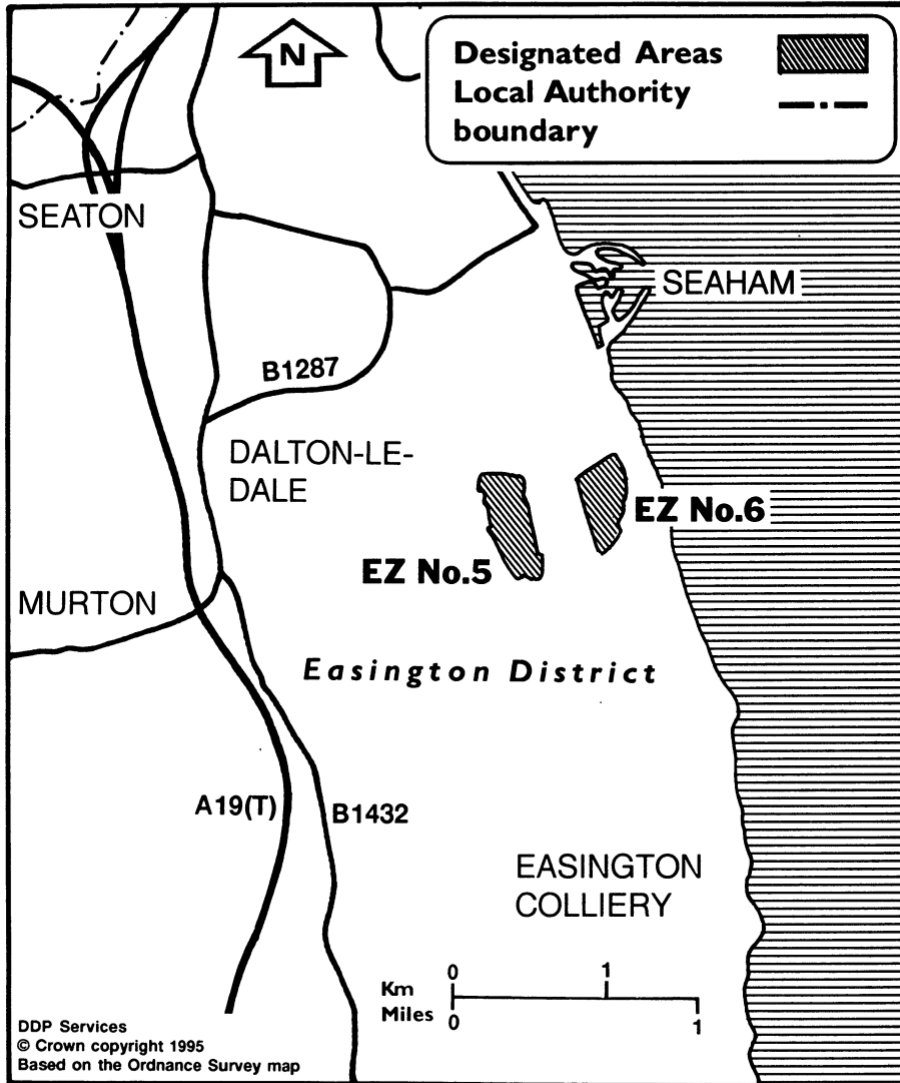 N
Designated Areas
Local Authority
boundary
SEATON
SEAHAM
B1287
DALTON-LE-
DALE
EZ No.6
EZ No.5
MURTON
Easington District
A19(T)
B1432
EASINGTON
COLLIERY
0 1
Km
Miles
0 1
DDP Services
© Crown copyright 1995
Based on the Ordnance Survey map